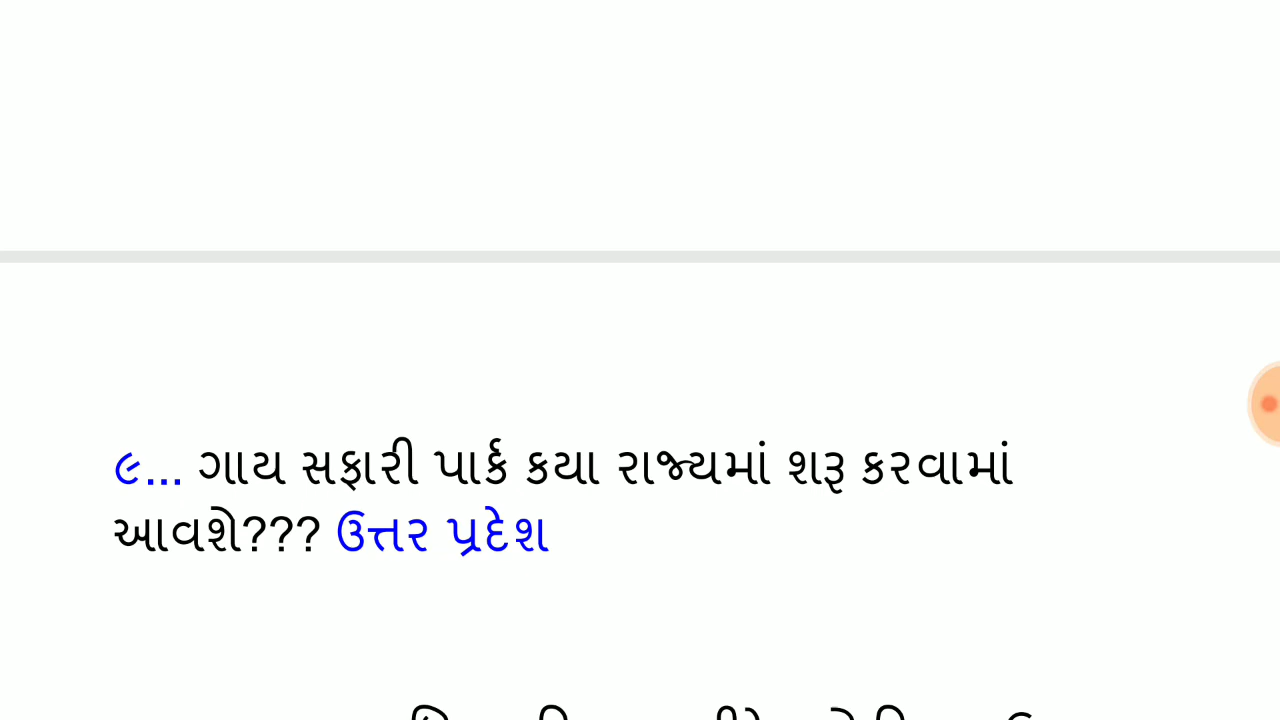 ૯... ગાય સફારી પાર્ક કયા રાજ્યમાં શરૂ કરવામાં
આવશે??? ઉત્તર પ્રદેશ